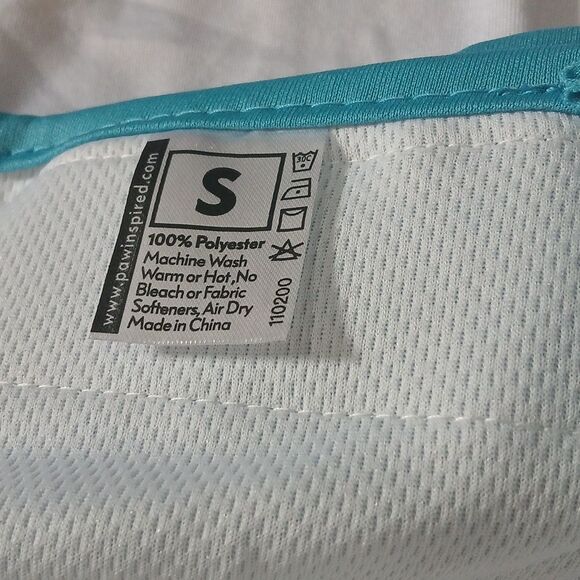 www.pawinspired.com
S
30C
100% Polyester
Machine Wash
Warm or Hot,No
Bleach or Fabric
Softeners, Air Dry
Made in China
110200